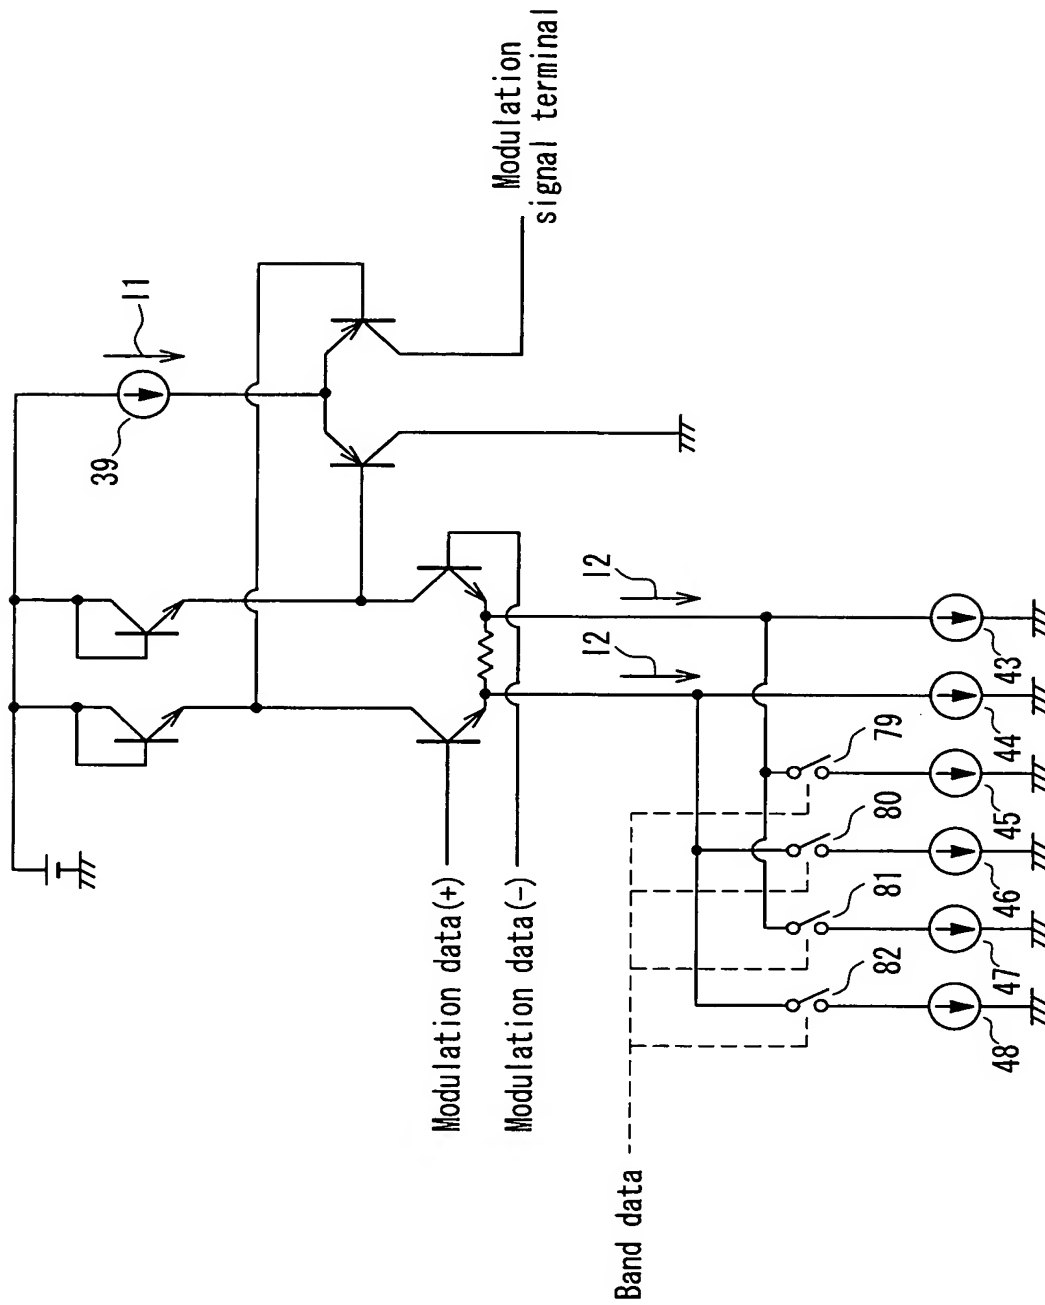 39
I1
Modulation
signal terminal
Modulation data(+)
Modulation data(-)
I2
I2
Band data
82
81
80
79
48
47
46
45
44
43